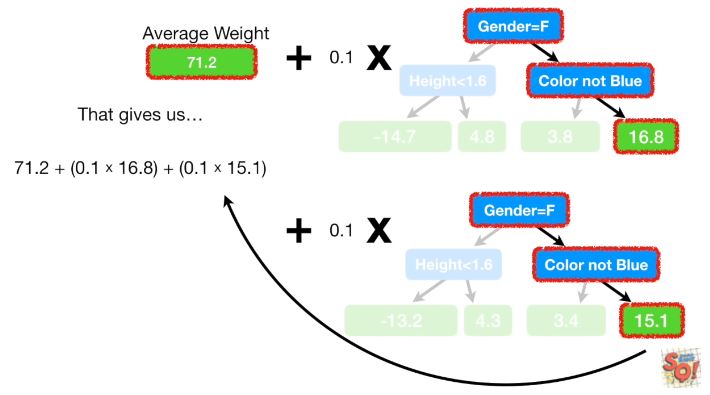 Average Weight
71.2
+ 0.1 X
Gender=F
Height<1.6
Color not Blue
-14.7
4.8
3.8
16.8
That gives us...
71.2 + (0.1 x 16.8) + (0.1 x 15.1)
+ 0.1 X
Gender=F
Height<1.6
Color not Blue
-13.2
4.3
3.4
15.1
SQ!